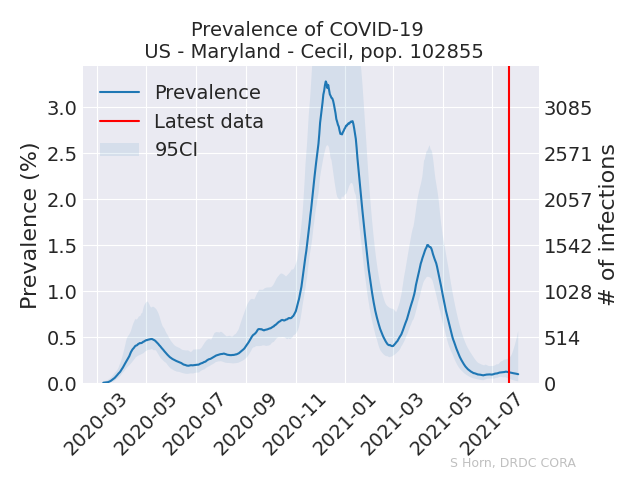 Prevalence of COVID-19
US - Maryland - Cecil, pop. 102855
Prevalence
Latest data
95CI
Prevalence (%)
3.0
2.5
2.0
1.5
1.0
0.5
0.0
3085
2571
2057
1542
1028
514
0
# of infections
2020-03
2020-05
2020-07
2020-09
2020-11
2021-01
2021-03
2021-05
2021-07
S Horn, DRDC CORA